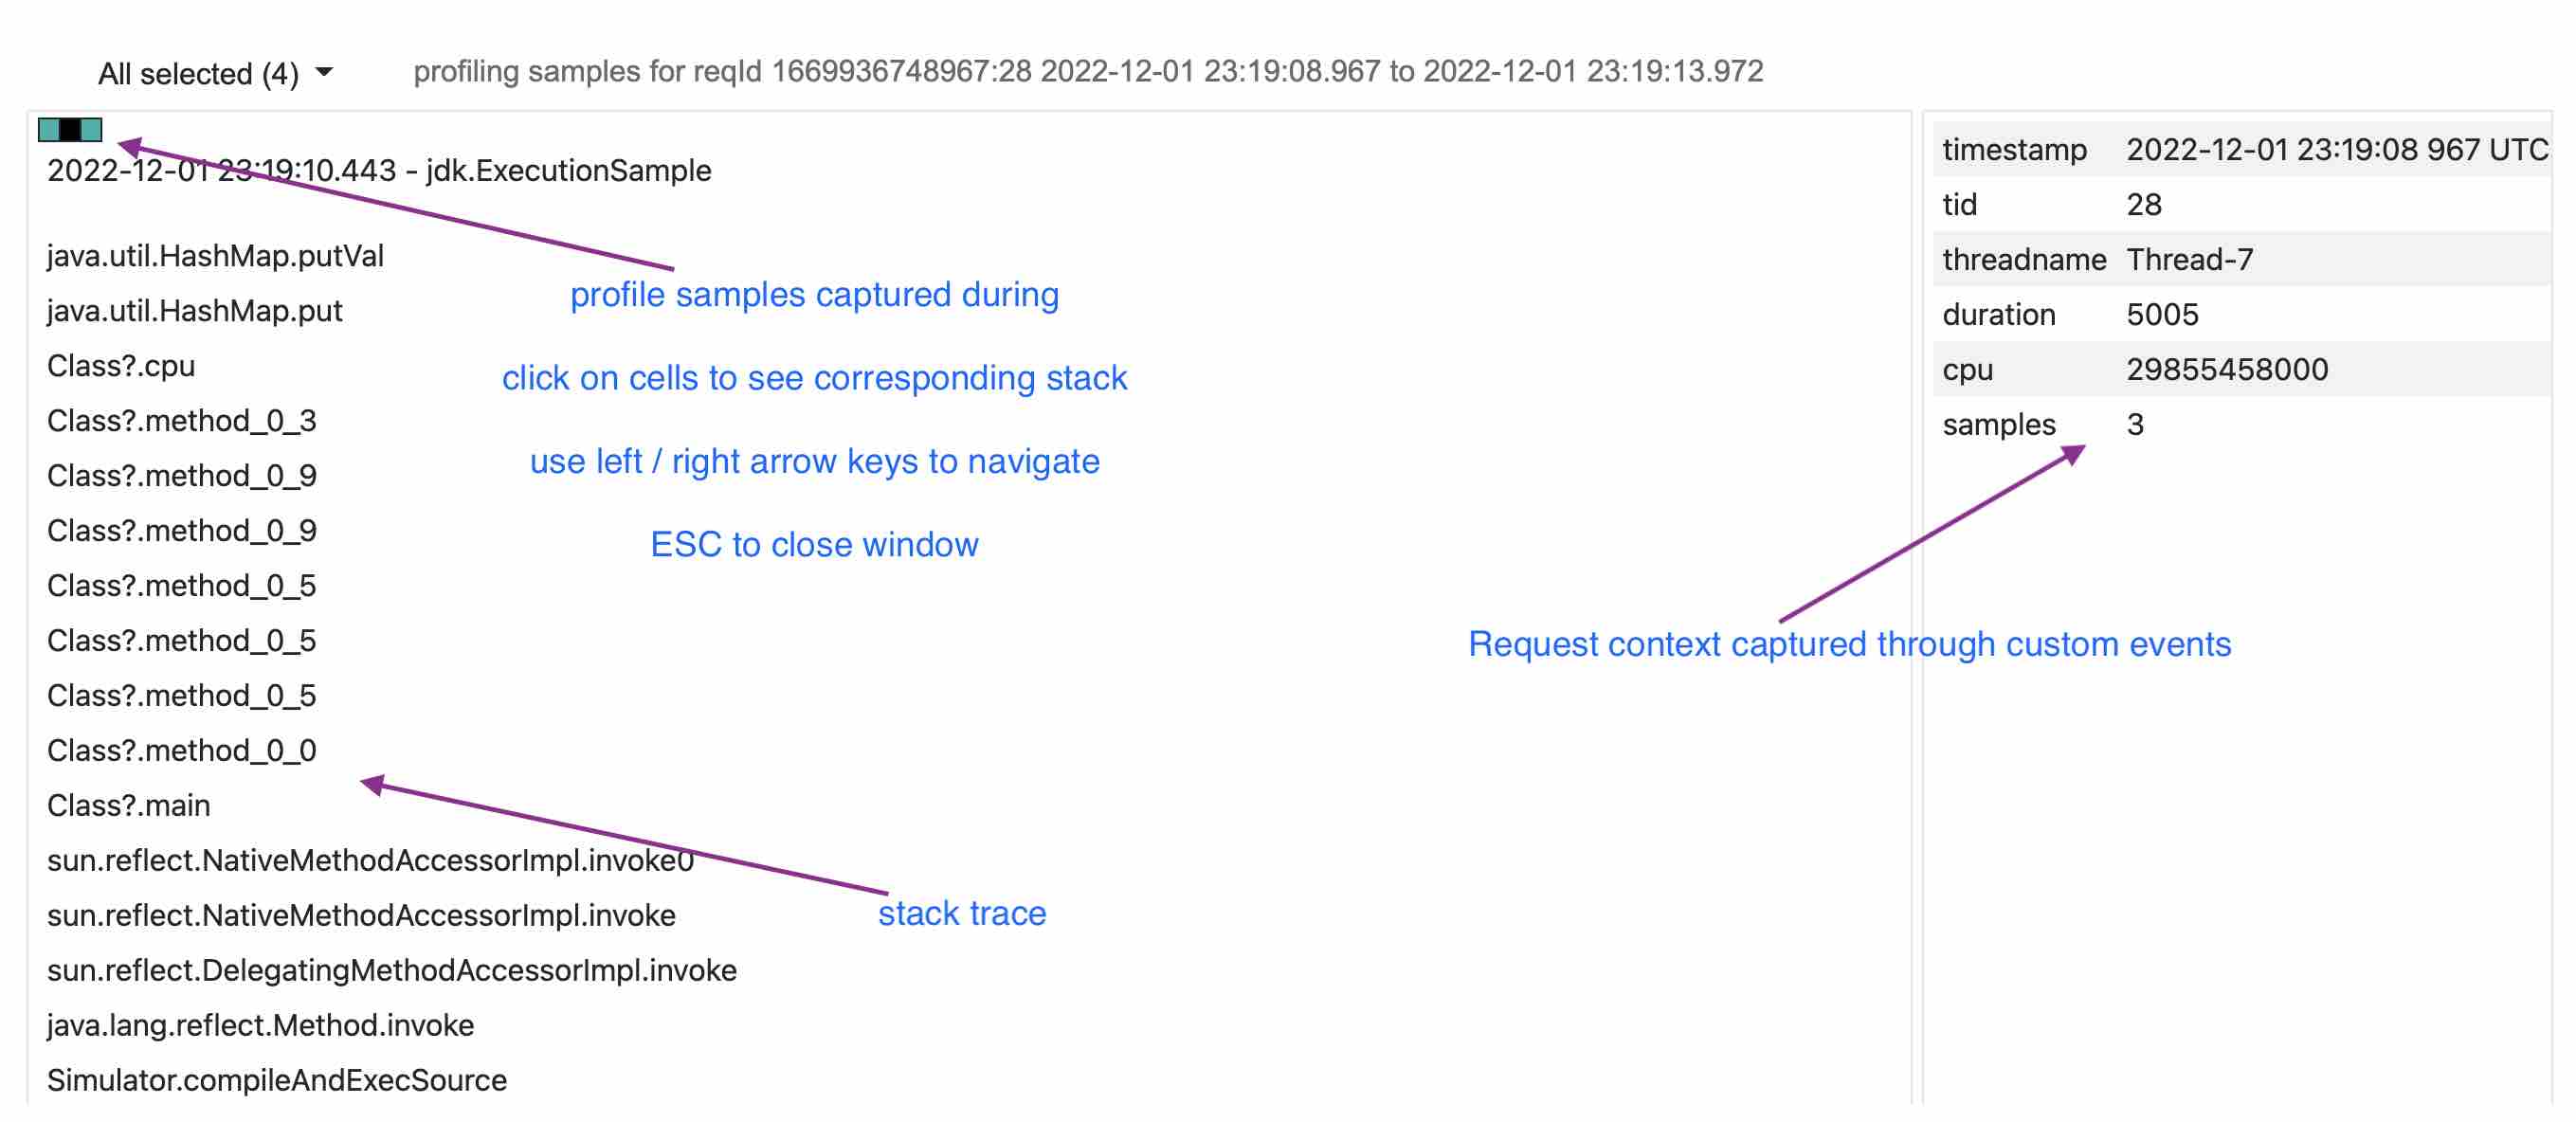 All selected (4)
profiling samples for reqId 1669936748967:28 2022-12-01 23:19:08.967 to 2022-12-01 23:19:13.972
2022-12-01 23:19:10.443 - jdk.ExecutionSample
java.util.HashMap.putVal
java.util.HashMap.put
Class?.cpu
Class?.method_0_3
Class?.method_0_9
Class?.method_0_9
Class?.method_0_5
Class?.method_0_5
Class?.method_0_5
Class?.method_0_0
Class?.main
sun.reflect.NativeMethodAccessorImpl.invoke0
sun.reflect.NativeMethodAccessorImpl.invoke
sun.reflect.DelegatingMethodAccessorImpl.invoke
java.lang.reflect.Method.invoke
Simulator.compileAndExecSource
profile samples captured during
click on cells to see corresponding stack
use left / right arrow keys to navigate
ESC to close window
stack trace
timestamp 2022-12-01 23:19:08 967 UTC
tid 28
threadname Thread-7
duration 5005
cpu 29855458000
samples 3
Request context captured through custom events